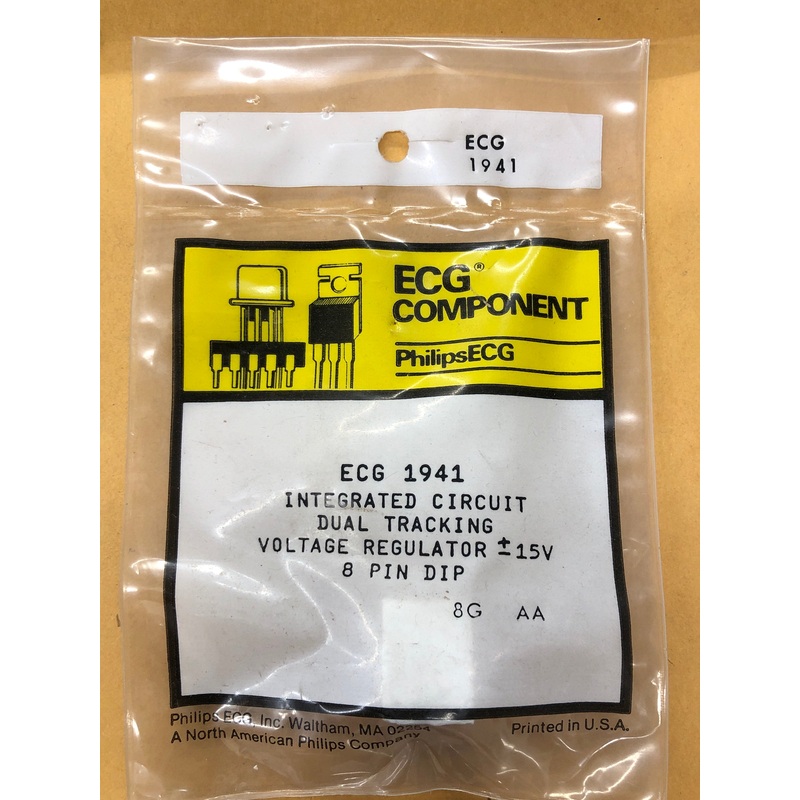 ECG
1941
ECG®
COMPONENT
PhilipsECG
ECG 1941
INTEGRATED CIRCUIT
DUAL TRACKING
VOLTAGE REGULATOR ±15V
8 PIN DIP
8G AA
Philips ECG, Inc. Waltham, MA 02254
A North American Philips Company
Printed in U.S.A.